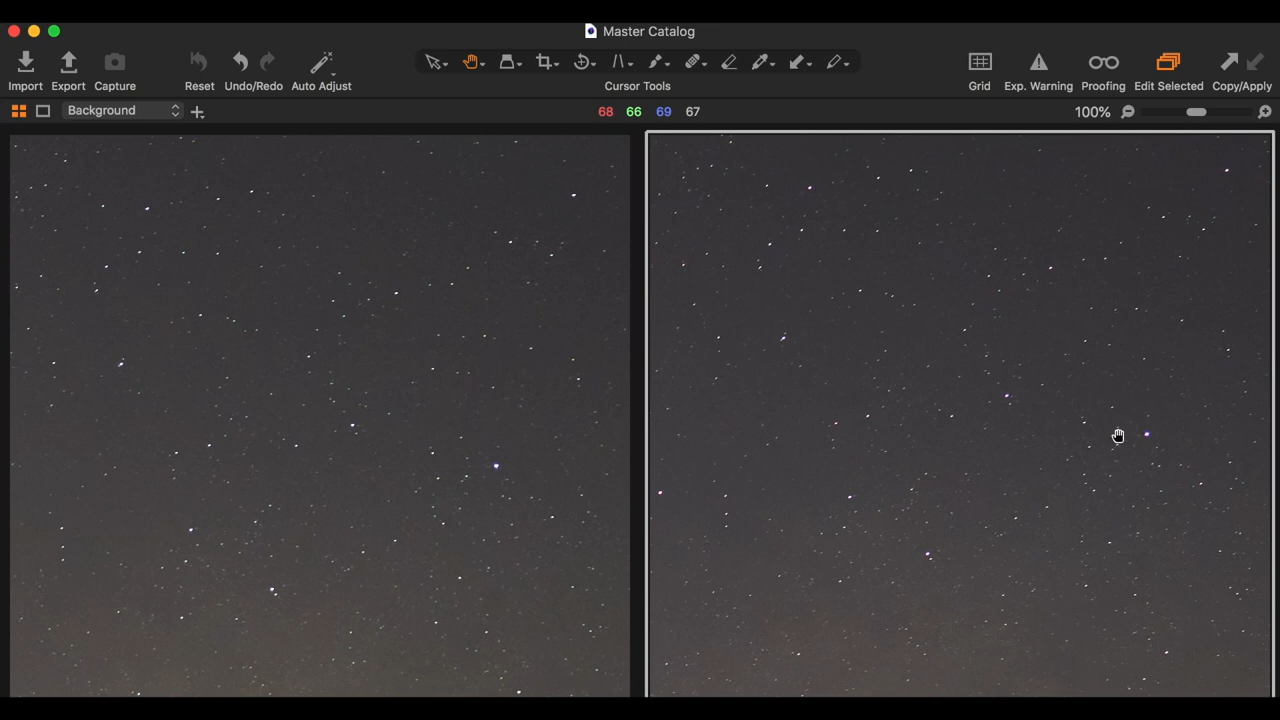 Master Catalog
Import Export Capture Reset Undo/Redo Auto Adjust Cursor Tools Grid Exp. Warning Proofing Edit Selected Copy/Apply
Background 68 66 69 67 100%